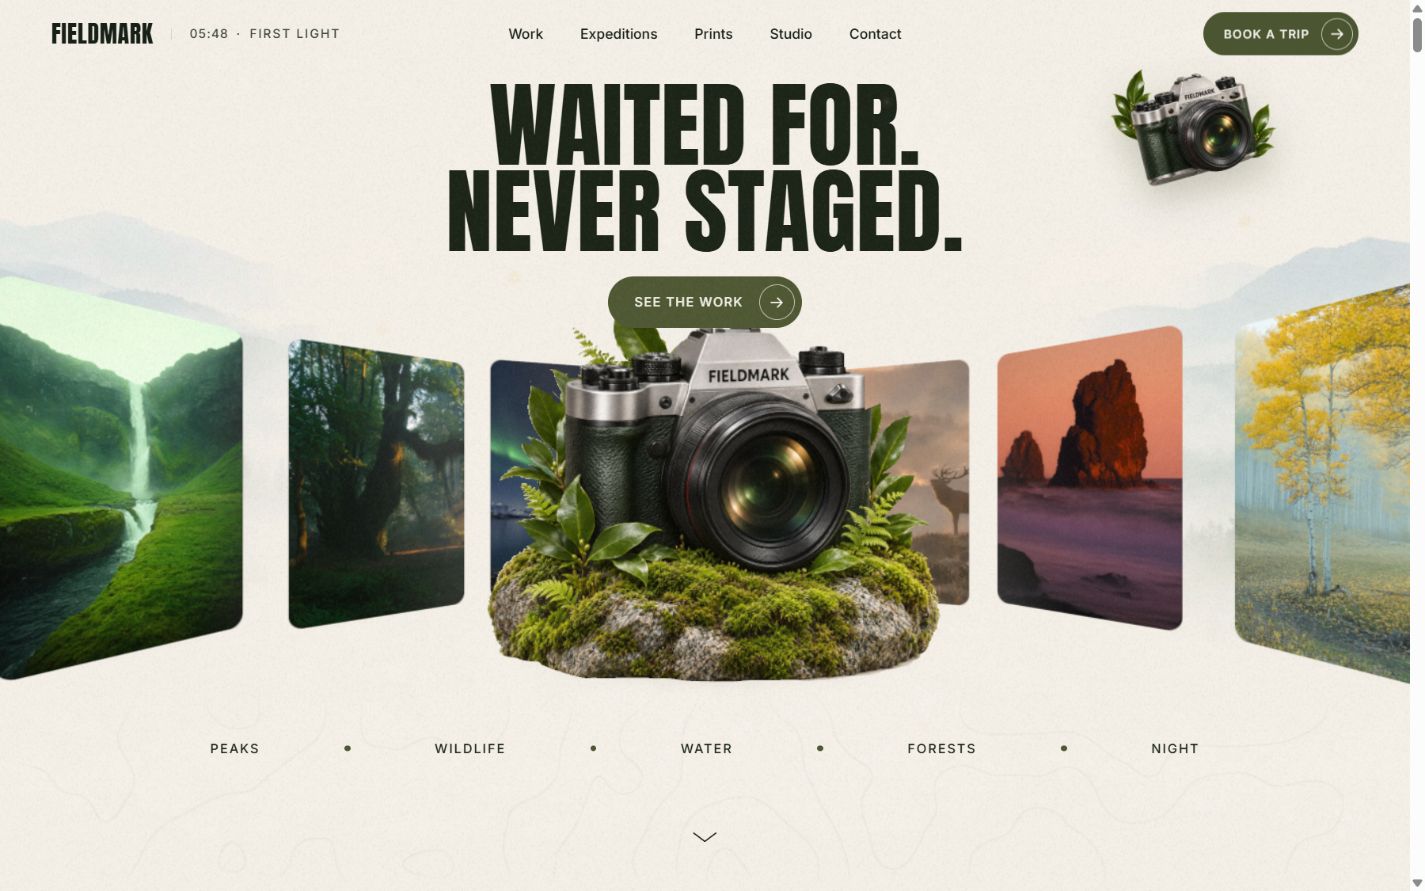 FIELDMARK
05:48 · FIRST LIGHT
Work
Expeditions
Prints
Studio
Contact
BOOK A TRIP
WAITED FOR.
NEVER STAGED.
FIELDMARK
SEE THE WORK
FIELDMARK
PEAKS
WILDLIFE
WATER
FORESTS
NIGHT